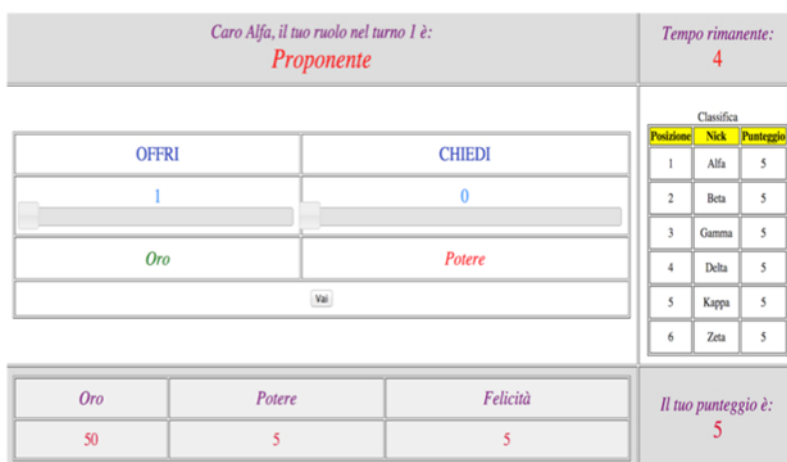 Caro Alfa, il tuo ruolo nel turno 1 è:
Proponente
Tempo rimanente:
4
OFFRI CHIEDI
1 0
Oro Potere
Vai
Classifica
Posizione Nick Punteggio
1 Alfa 5
2 Beta 5
3 Gamma 5
4 Delta 5
5 Kappa 5
6 Zeta 5
Oro Potere Felicità
50 5 5
Il tuo punteggio è:
5